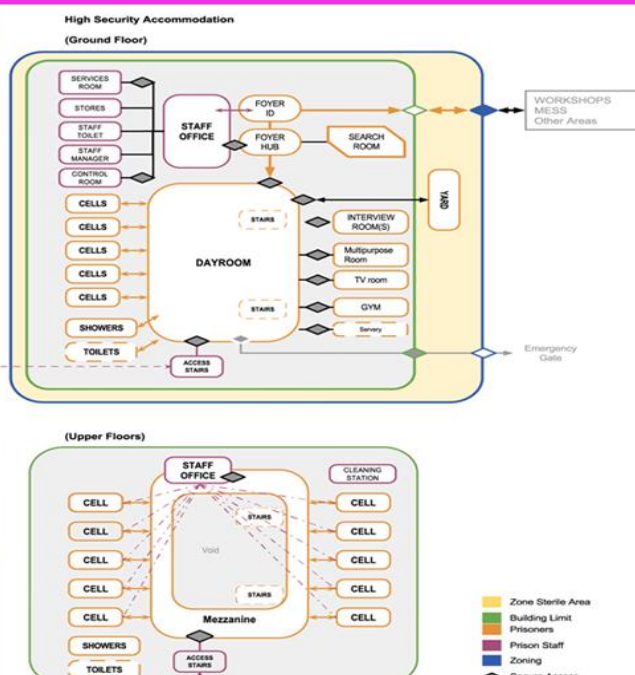 High Security Accommodation
(Ground Floor)
SERVICES
ROOM
STORES
STAFF
TOILET
STAFF
MANAGER
CONTROL
ROOM
STAFF
OFFICE
FOYER
ID
FOYER
HUB
SEARCH
ROOM
WORKSHOPS
MESS
Other Areas
CELLS
CELLS
CELLS
CELLS
CELLS
SHOWERS
TOILETS
STAIRS
DAYROOM
STAIRS
ACCESS
STAIRS
YARD
INTERVIEW
ROOM(S)
Multipurpose
Room
TV room
GYM
Servery
Emergency
Gate
(Upper Floors)
STAFF
OFFICE
CLEANING
STATION
CELL
CELL
CELL
CELL
CELL
SHOWERS
TOILETS
STAIRS
Void
STAIRS
Mezzanine
ACCESS
STAIRS
CELL
CELL
CELL
CELL
CELL
Zone Sterile Area
Building Limit
Prisoners
Prison Staff
Zoning